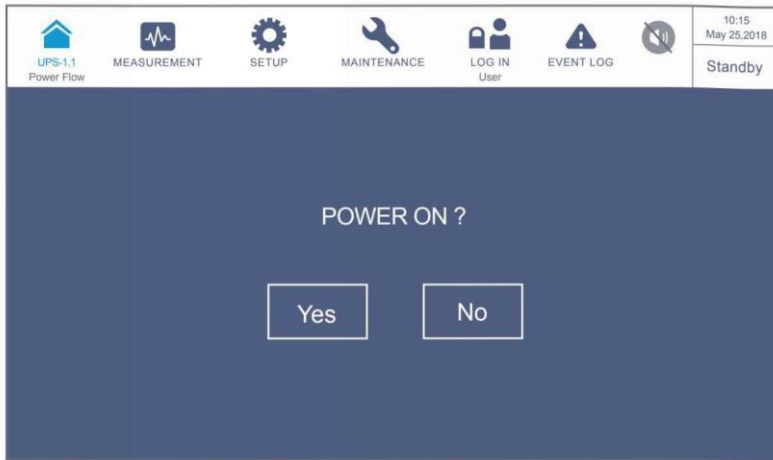 UPS-1.1
Power Flow
MEASUREMENT
SETUP
MAINTENANCE
LOG IN
User
EVENT LOG
10:15
May 25,2018
Standby
POWER ON ?
Yes
No